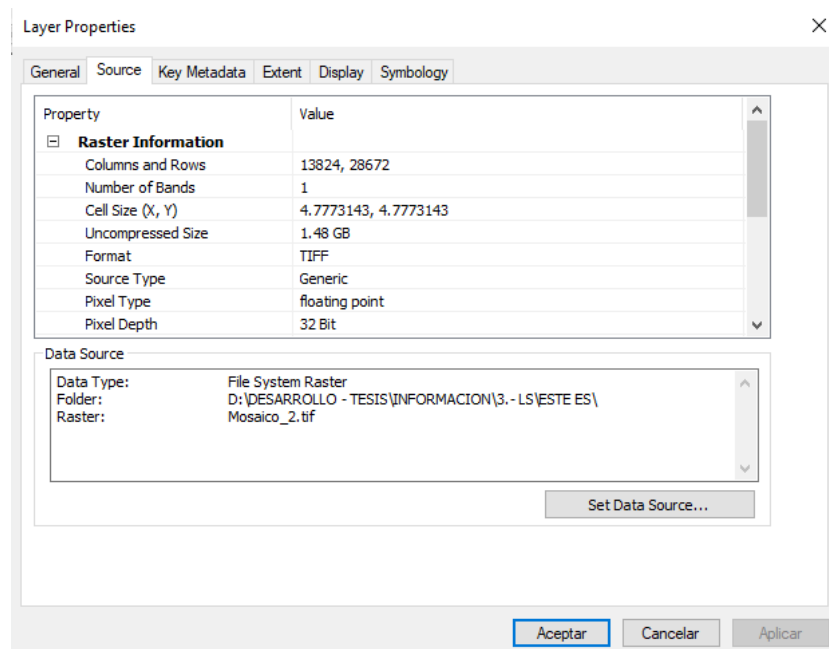 Layer Properties
General Source Key Metadata Extent Display Symbology
Property Value
Raster Information
Columns and Rows 13824, 28672
Number of Bands 1
Cell Size (X, Y) 4.7773143, 4.7773143
Uncompressed Size 1.48 GB
Format TIFF
Source Type Generic
Pixel Type floating point
Pixel Depth 32 Bit
Data Source
Data Type: File System Raster
Folder: D:\DESARROLLO - TESIS\INFORMACION\3.- LS\ESTE ES\
Raster: Mosaico_2.tif
Set Data Source...
Aceptar Cancelar Aplicar